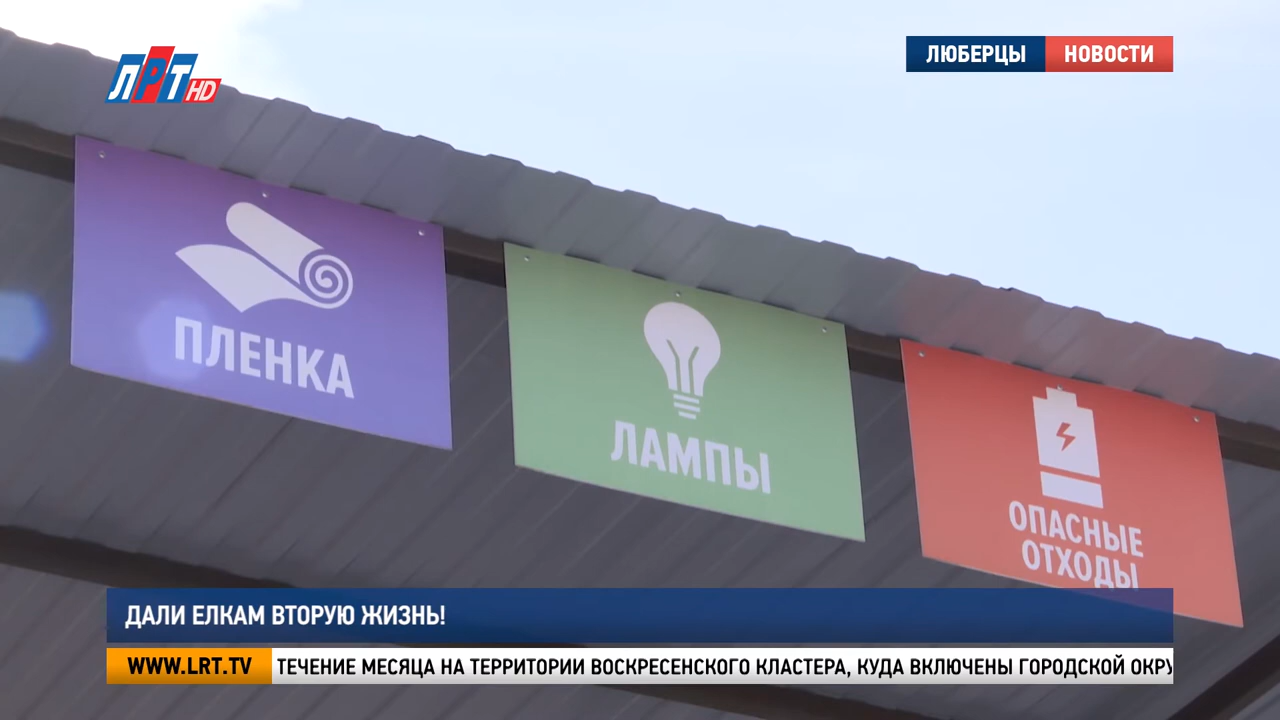 ЛРТ HD
ЛЮБЕРЦЫ НОВОСТИ
ПЛЕНКА
ЛАМПЫ
ОПАСНЫЕ
ОТХОДЫ
ДАЛИ ЕЛКАМ ВТОРУЮ ЖИЗНЬ!
WWW.LRT.TV ТЕЧЕНИЕ МЕСЯЦА НА ТЕРРИТОРИИ ВОСКРЕСЕНСКОГО КЛАСТЕРА, КУДА ВКЛЮЧЕНЫ ГОРОДСКОЙ ОКРУ